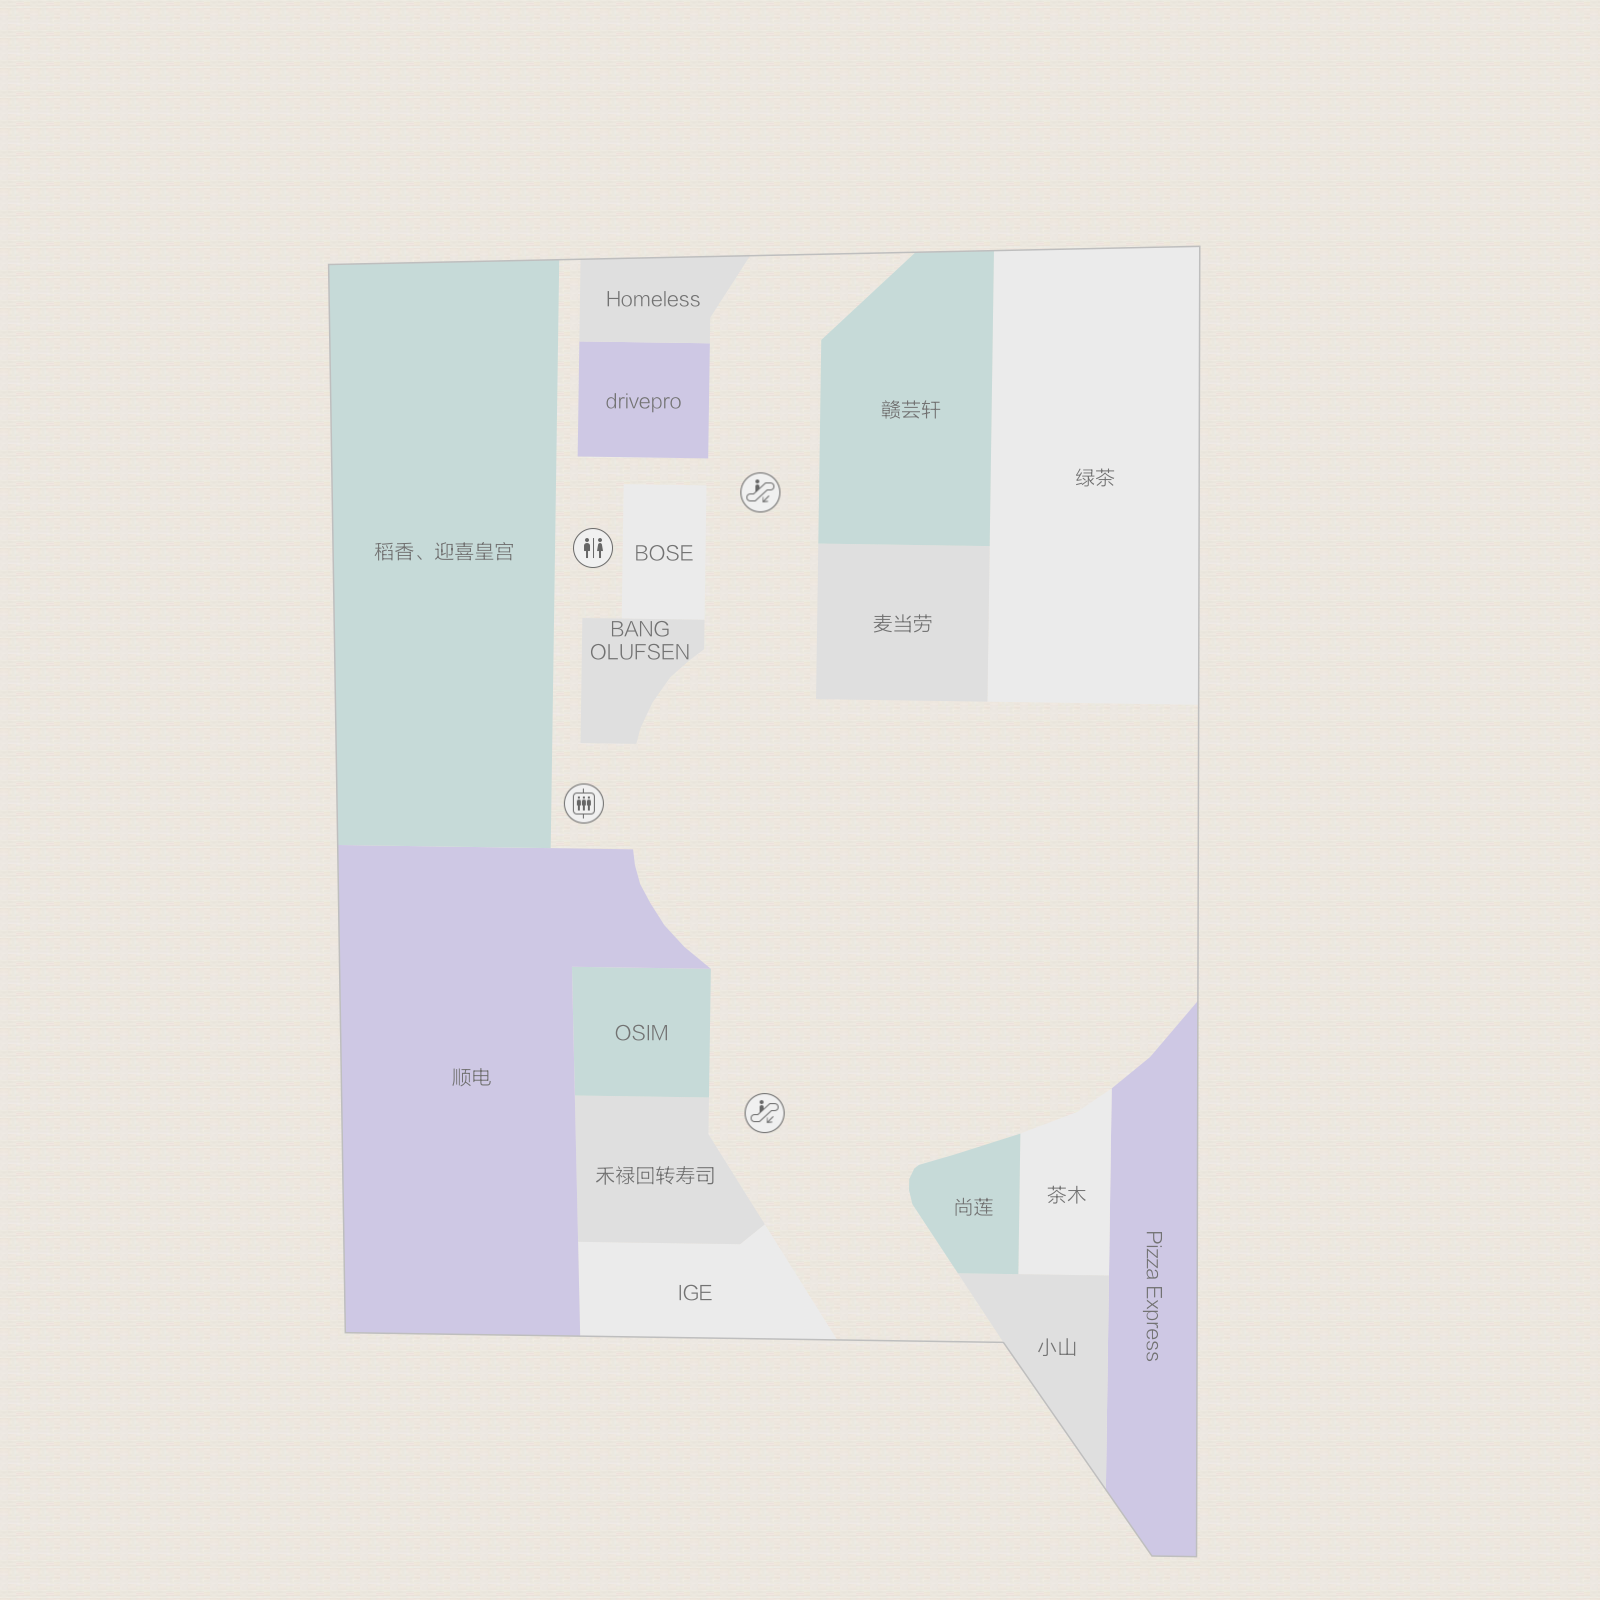 Homeless
drivepro
赣芸轩
绿茶
稻香、迎喜皇宫
BOSE
BANG
OLUFSEN
麦当劳
顺电
OSIM
禾禄回转寿司
IGE
尚莲
茶木
Pizza Express
小山